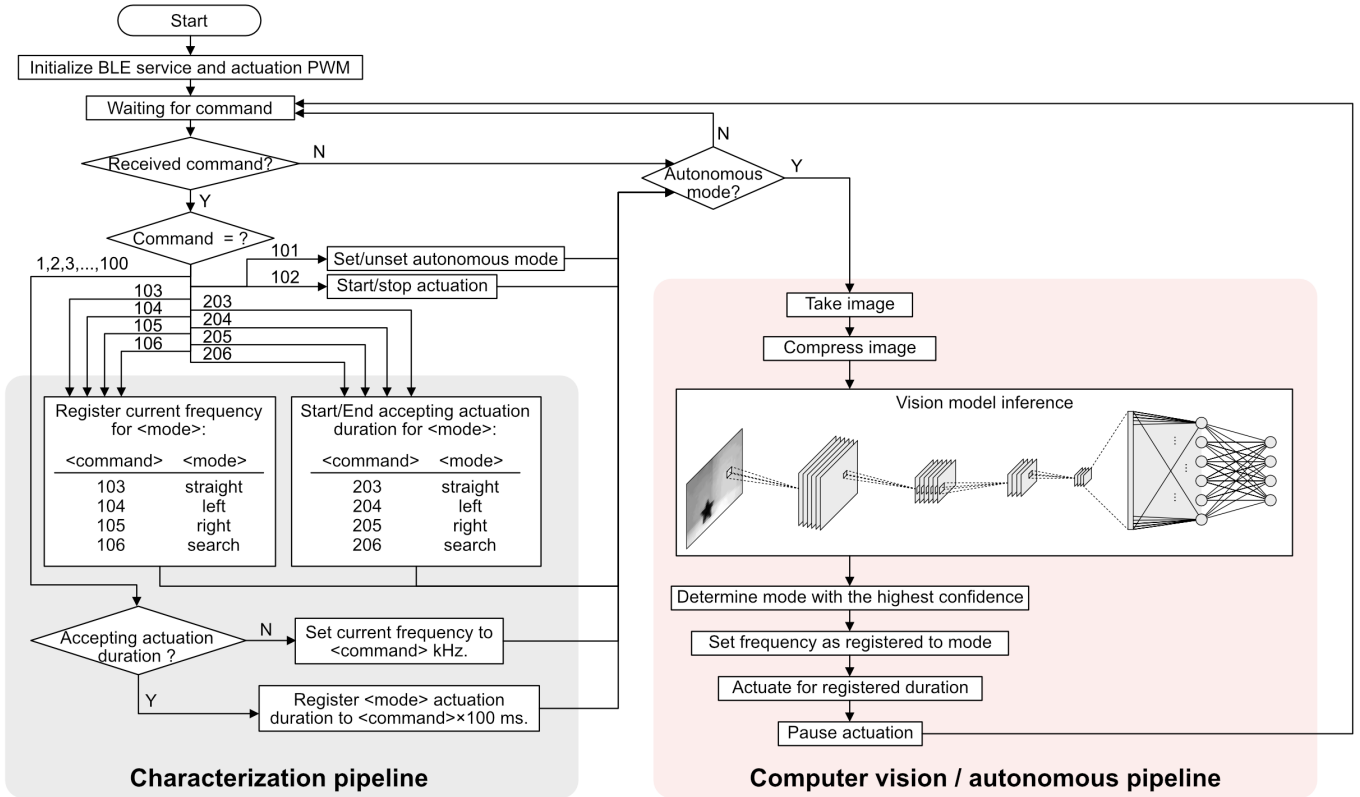 Start
Initialize BLE service and actuation PWM
Waiting for command
Received command?
N
Y
Autonomous
mode?
N
Y
Command = ?
1,2,3,...,100
101
Set/unset autonomous mode
102
Start/stop actuation
103
104
105
106
203
204
205
206
Register current frequency
for <mode>:
<command> <mode>
103 straight
104 left
105 right
106 search
Start/End accepting actuation
duration for <mode>:
<command> <mode>
203 straight
204 left
205 right
206 search
Accepting actuation
duration ?
N
Set current frequency to
<command> kHz.
Y
Register <mode> actuation
duration to <command>×100 ms.
Characterization pipeline
Take image
Compress image
Vision model inference
Determine mode with the highest confidence
Set frequency as registered to mode
Actuate for registered duration
Pause actuation
Computer vision / autonomous pipeline